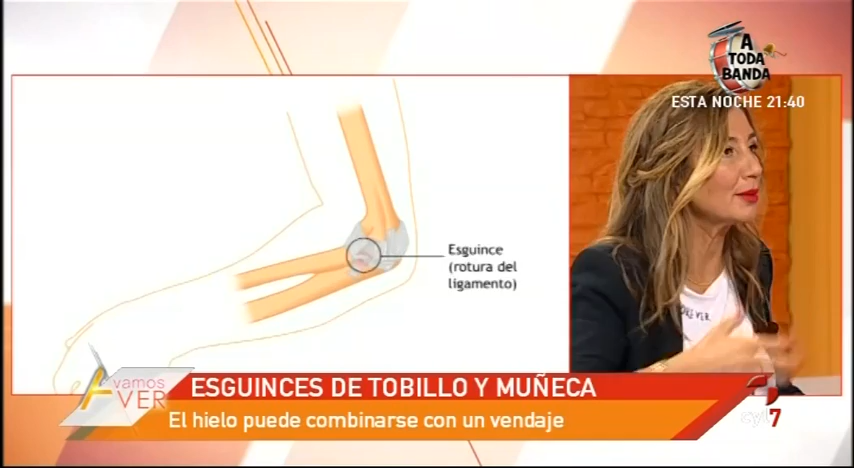 A
TODA
BANDA
ESTA NOCHE 21:40
Esguince
(rotura del
ligamento)
vamos
A VER
ESGUINCES DE TOBILLO Y MUÑECA
El hielo puede combinarse con un vendaje
cyl7